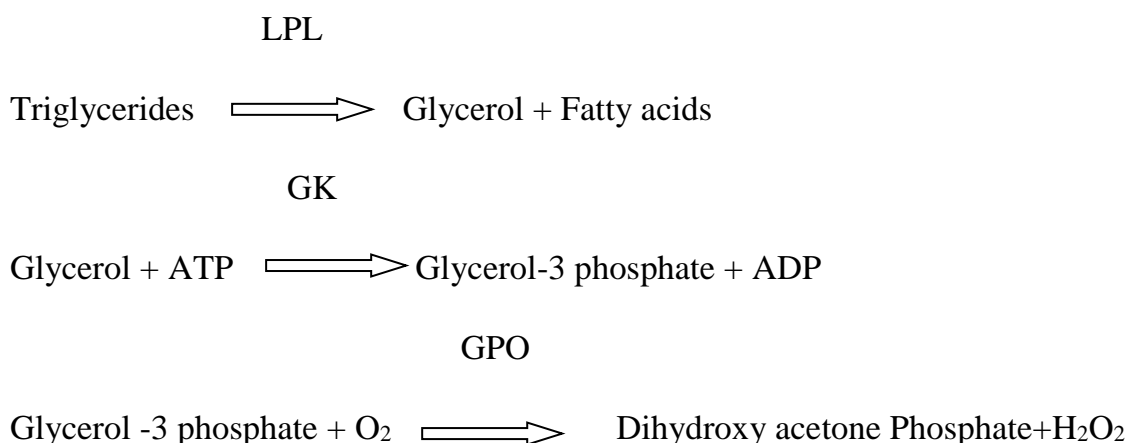 LPL
Triglycerides Glycerol + Fatty acids
GK
Glycerol + ATP Glycerol-3 phosphate + ADP
GPO
Glycerol -3 phosphate + O₂ Dihydroxy acetone Phosphate+H₂O₂